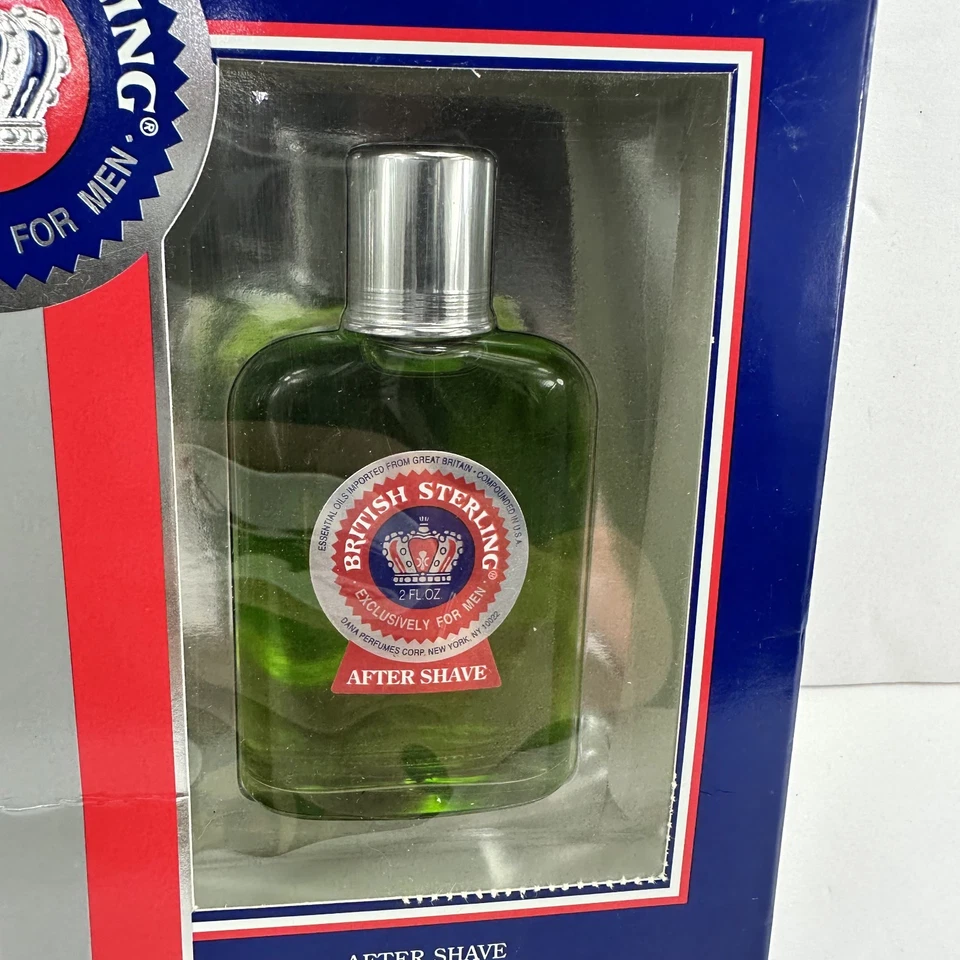 ING®
FOR MEN ·
ESSENTIAL OILS IMPORTED FROM GREAT BRITAIN - COMPOUNDED IN U.S.A.
BRITISH STERLING®
2 FL OZ
EXCLUSIVELY FOR MEN ·
DANA PERFUMES CORP. NEW YORK, NY 10022
AFTER SHAVE
AFTER SHAVE